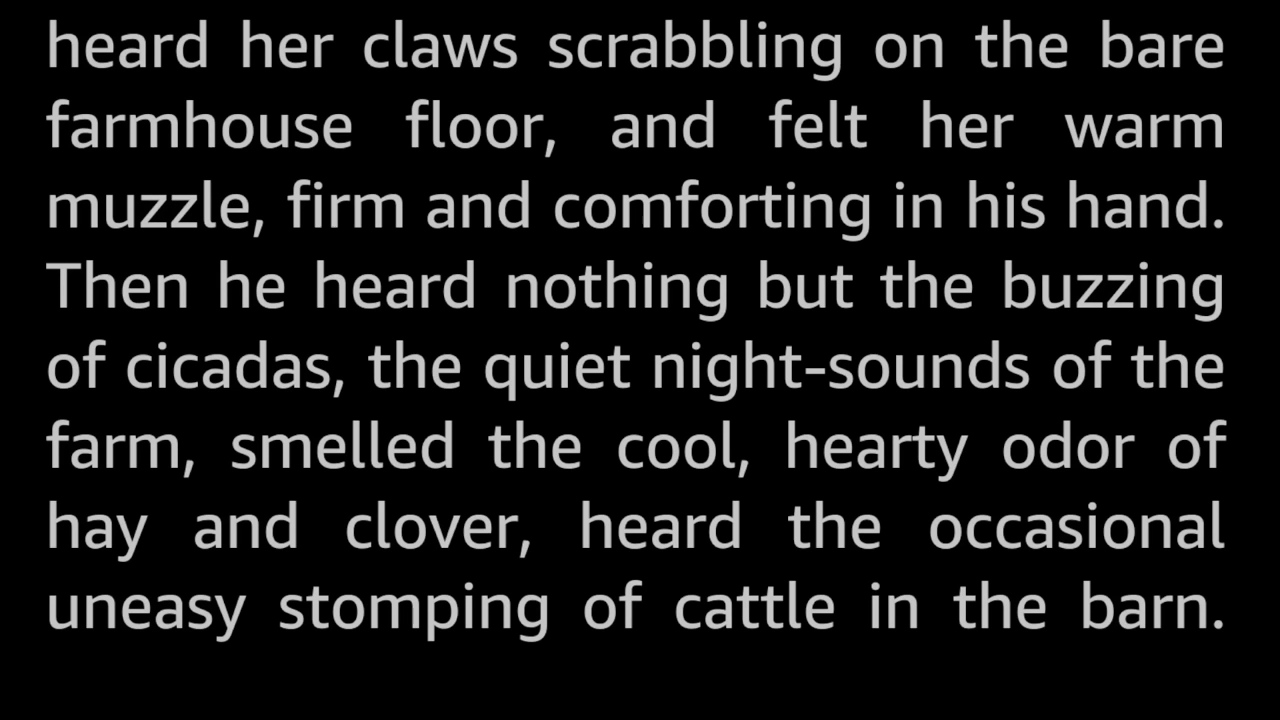 heard her claws scrabbling on the bare
farmhouse floor, and felt her warm
muzzle, firm and comforting in his hand.
Then he heard nothing but the buzzing
of cicadas, the quiet night-sounds of the
farm, smelled the cool, hearty odor of
hay and clover, heard the occasional
uneasy stomping of cattle in the barn.